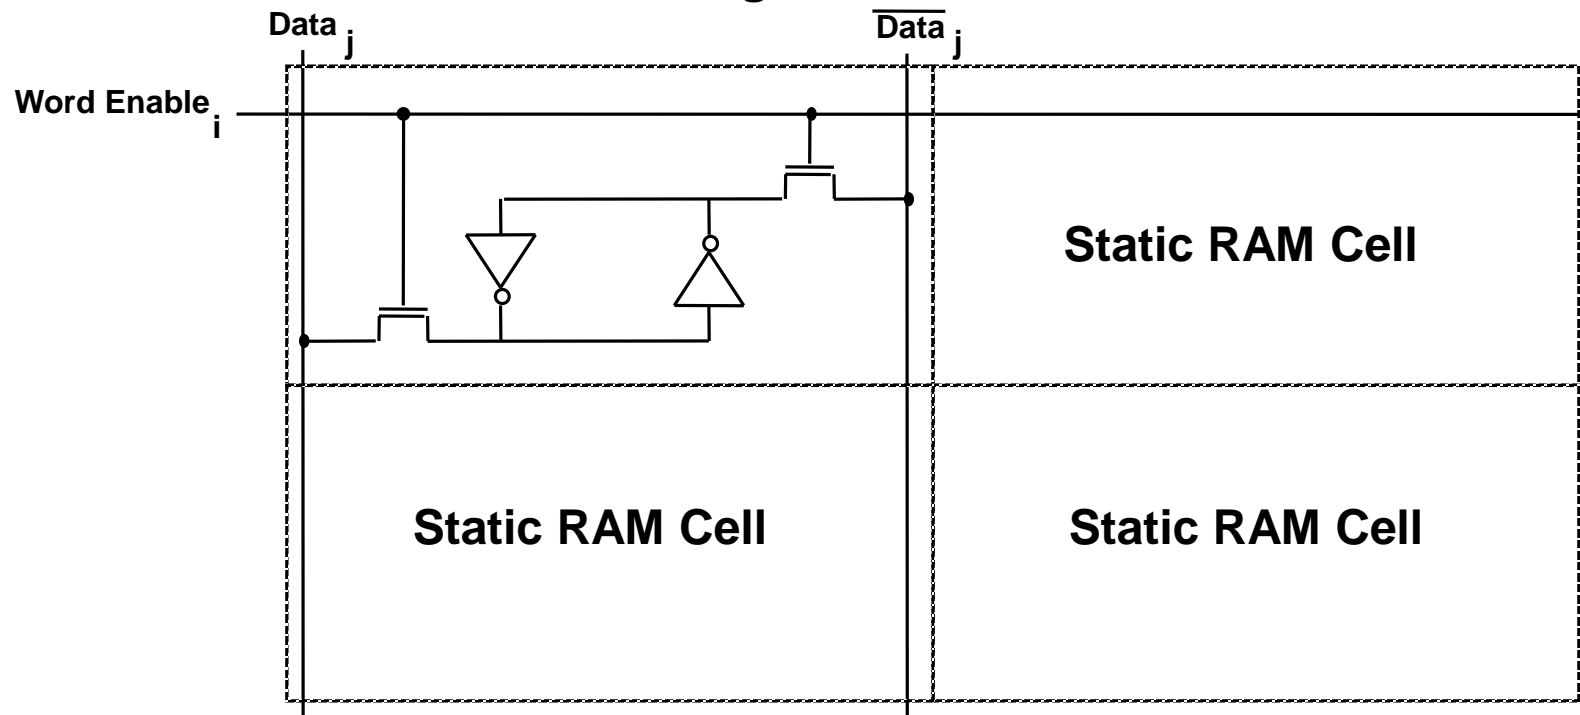 Data j
Data j
Word Enable i
Static RAM Cell
Static RAM Cell
Static RAM Cell